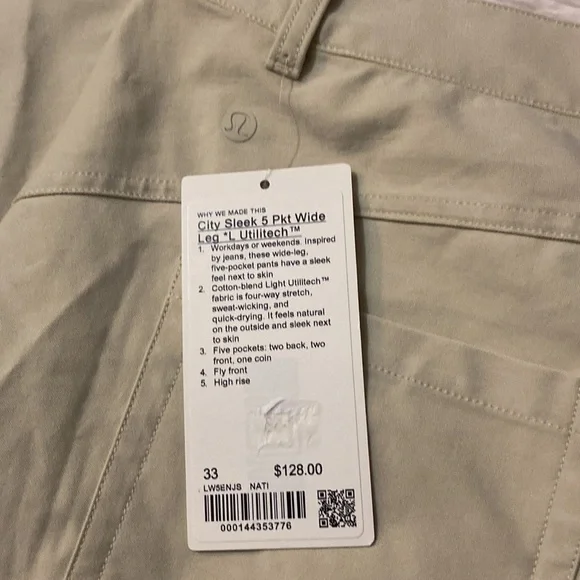 WHY WE MADE THIS
City Sleek 5 Pkt Wide
Leg *L Utilitech™
1. Workdays or weekends. Inspired
by jeans, these wide-leg,
five-pocket pants have a sleek
feel next to skin
2. Cotton-blend Light Utilitech™
fabric is four-way stretch,
sweat-wicking, and
quick-drying. It feels natural
on the outside and sleek next
to skin
3. Five pockets: two back, two
front, one coin
4. Fly front
5. High rise
33 $128.00
LW5ENJS NATI
000144353776